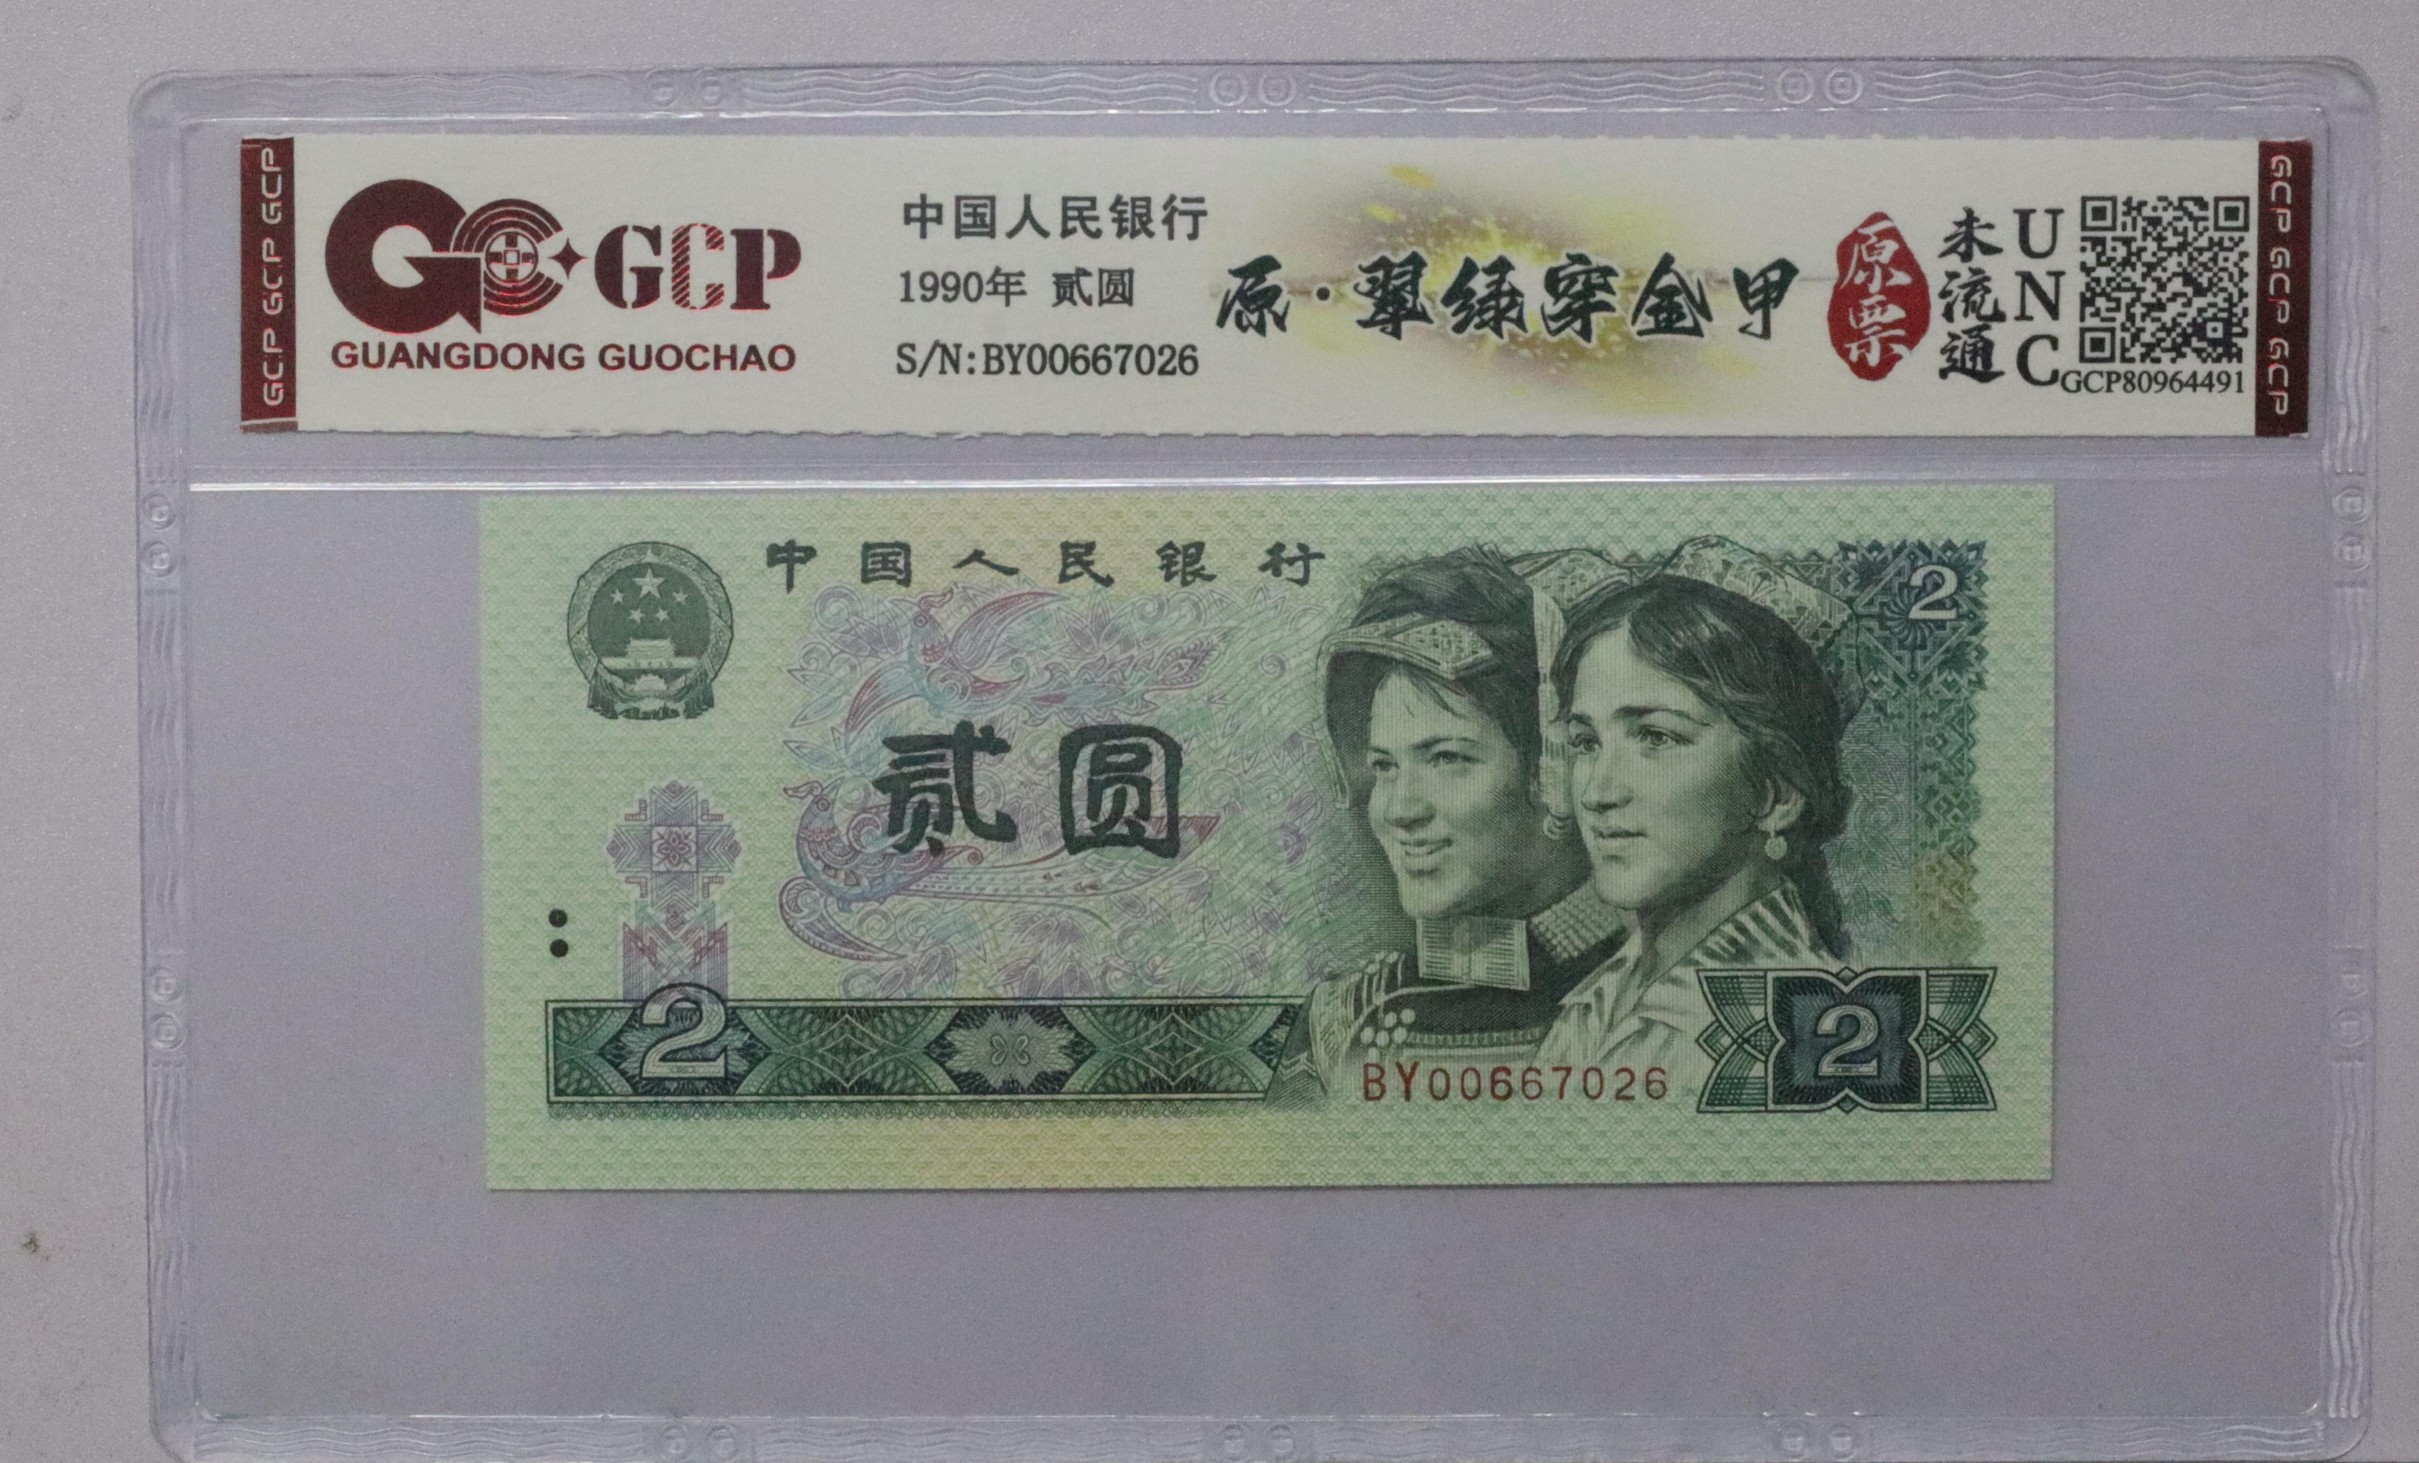 GCP GCP GCP
GCP
GUANGDONG GUOCHAO
中国人民银行
1990年 贰圆
S/N:BY00667026
原·翠绿穿金甲
原票
未流通
UNC
GCP80964491
GCP GCP GCP
中国人民银行
贰圆
2
2
BY00667026
2